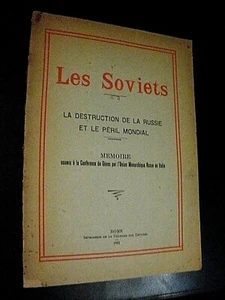 Les Soviets
LA DESTRUCTION DE LA RUSSIE
ET LE PÉRIL MONDIAL
MEMOIRE
soumis à la Conférence de Gênes par l'Union Monarchique Russe en Italie
ROME